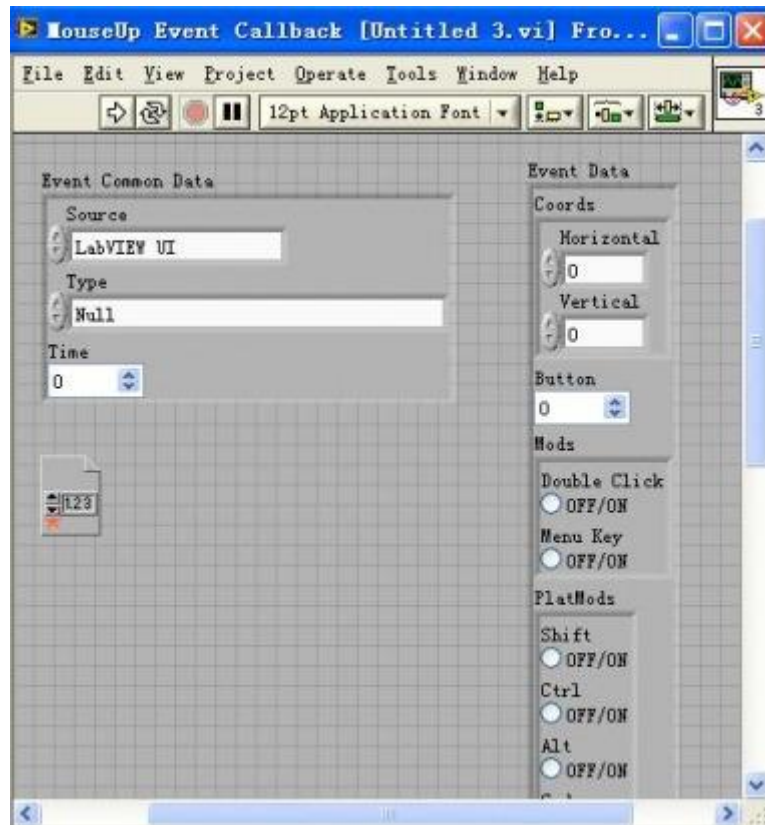 MouseUp Event Callback [Untitled 3.vi] Fro...
File Edit View Project Operate Tools Window Help
12pt Application Font
3
Event Common Data
Source
LabVIEW UI
Type
Null
Time
0
123
Event Data
Coords
Horizontal
0
Vertical
0
Button
0
Mods
Double Click
OFF/ON
Menu Key
OFF/ON
PlatMods
Shift
OFF/ON
Ctrl
OFF/ON
Alt
OFF/ON